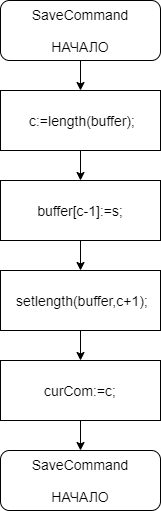 SaveCommand
НАЧАЛО
c:=length(buffer);
buffer[c-1]:=s;
setlength(buffer,c+1);
curCom:=c;
SaveCommand
НАЧАЛО